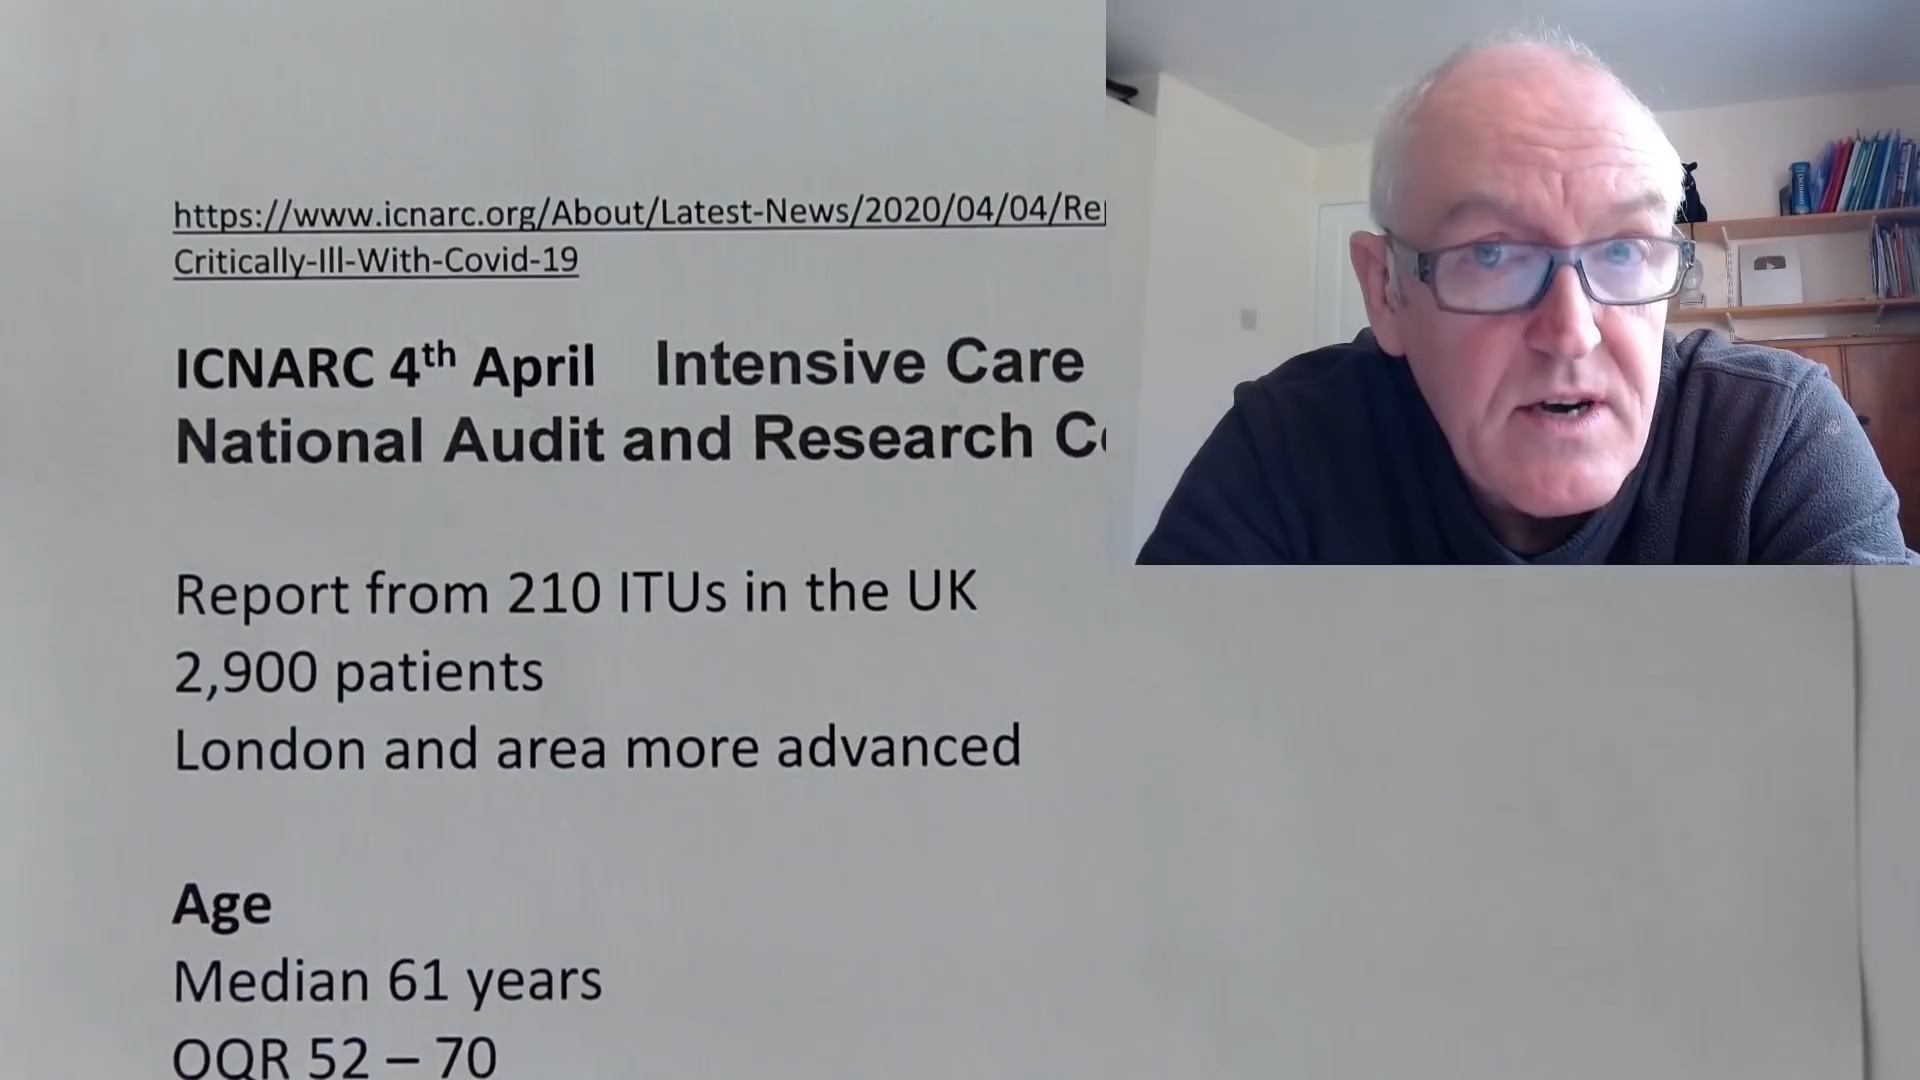 https://www.icnarc.org/About/Latest-News/2020/04/04/Re
Critically-Ill-With-Covid-19
ICNARC 4th April Intensive Care
National Audit and Research
Report from 210 ITUs in the UK
2,900 patients
London and area more advanced
Age
Median 61 years
OQR 52 – 70